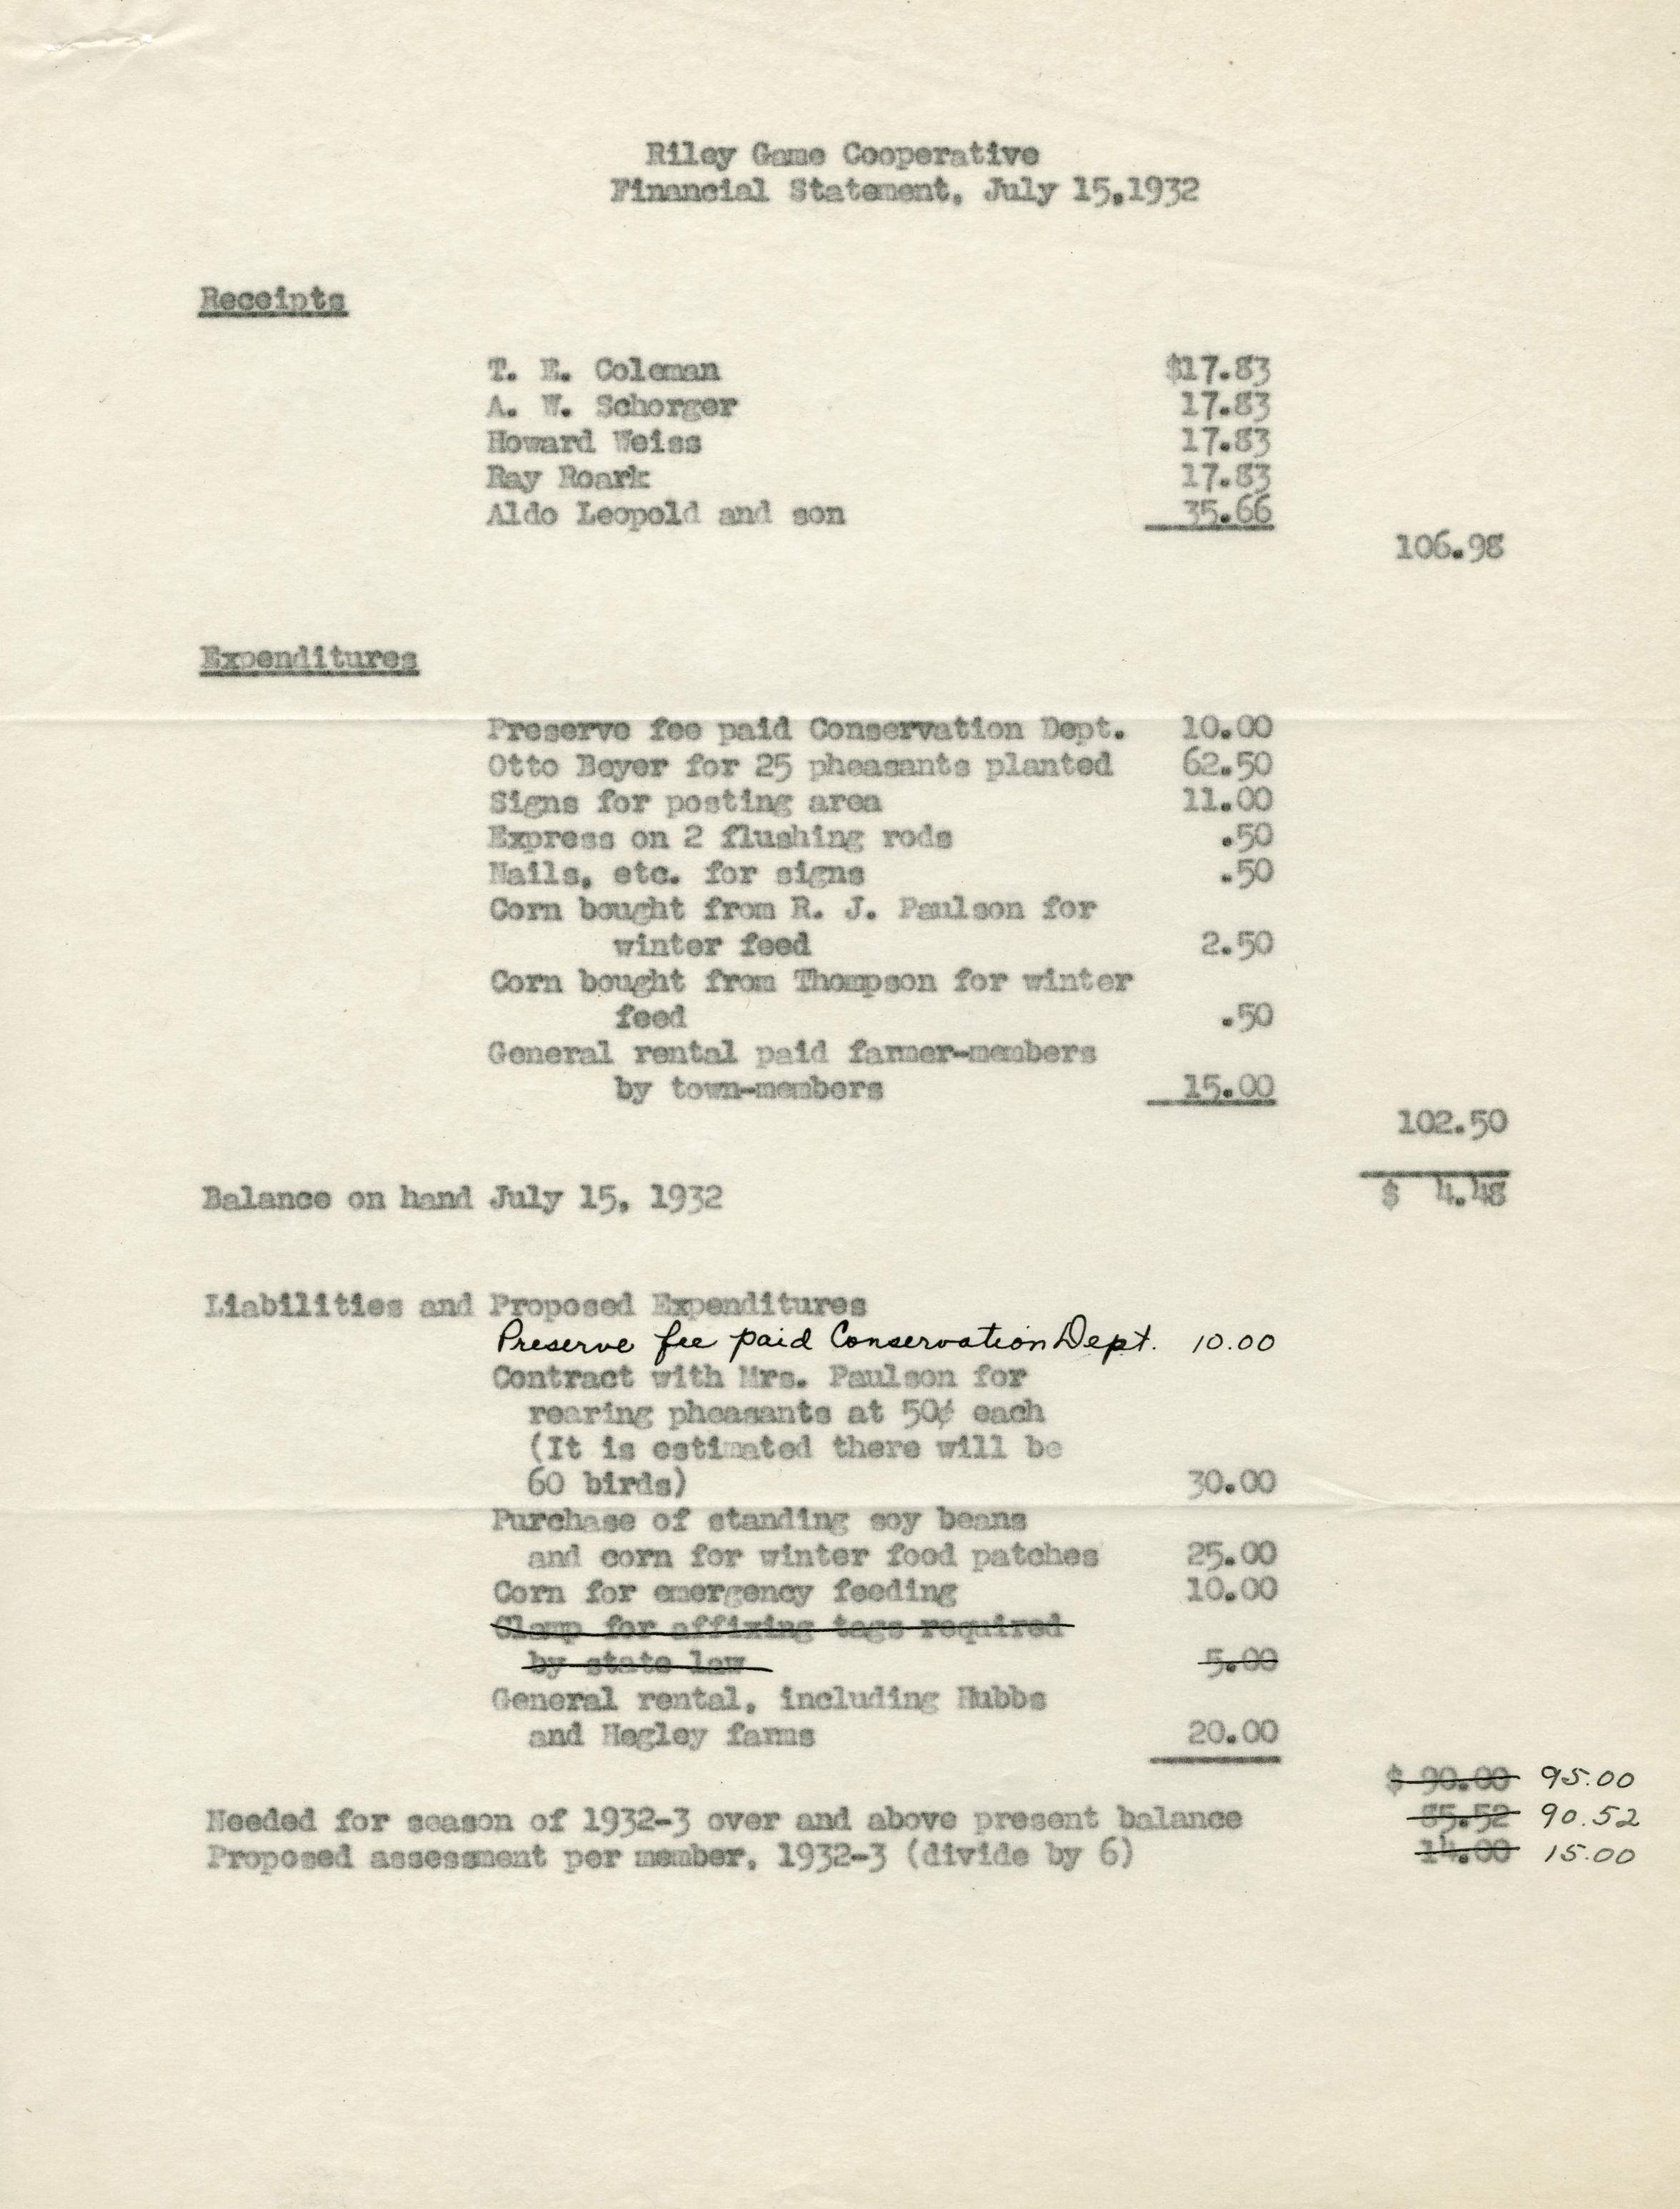 Riley Game Cooperative
Financial Statement, July 15,1932
Receipts
T. E. Coleman $17.83
A. W. Schorger 17.83
Howard Weiss 17.83
Ray Roark 17.83
Aldo Leopold and son 35.66
106.98
Expenditures
Preserve fee paid Conservation Dept. 10.00
Otto Beyer for 25 pheasants planted 62.50
Signs for posting area 11.00
Express on 2 flushing rods .50
Nails, etc. for signs .50
Corn bought from R. J. Paulson for
winter feed 2.50
Corn bought from Thompson for winter
feed .50
General rental paid farmer-members
by town-members 15.00
102.50
Balance on hand July 15, 1932 $ 4.48
Liabilities and Proposed Expenditures
Preserve fee paid Conservation Dept. 10.00
Contract with Mrs. Paulson for
rearing pheasants at 50¢ each
(It is estimated there will be
60 birds) 30.00
Purchase of standing soy beans
and corn for winter food patches 25.00
Corn for emergency feeding 10.00
Clamp for affixing tags required
by state law 5.00
General rental, including Hubbs
and Hegley farms 20.00
$ 90.00 95.00
Needed for season of 1932-3 over and above present balance 85.52 90.52
Proposed assessment per member, 1932-3 (divide by 6) 14.00 15.00